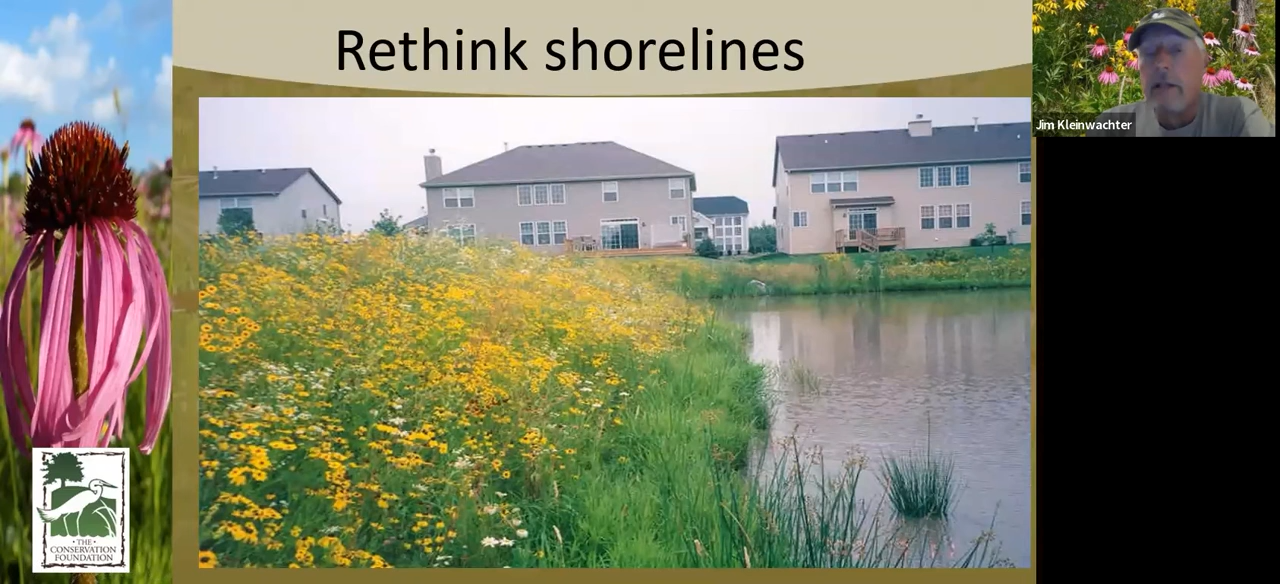 Rethink shorelines
Jim Kleinwachter
• THE •
CONSERVATION
FOUNDATION